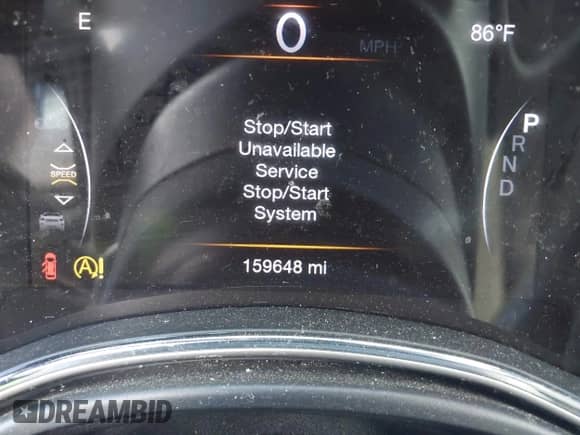 E
0 MPH
86°F
Stop/Start
Unavailable
Service
Stop/Start
System
SPEED
P
R
N
D
A!
159648 mi
DREAMBID